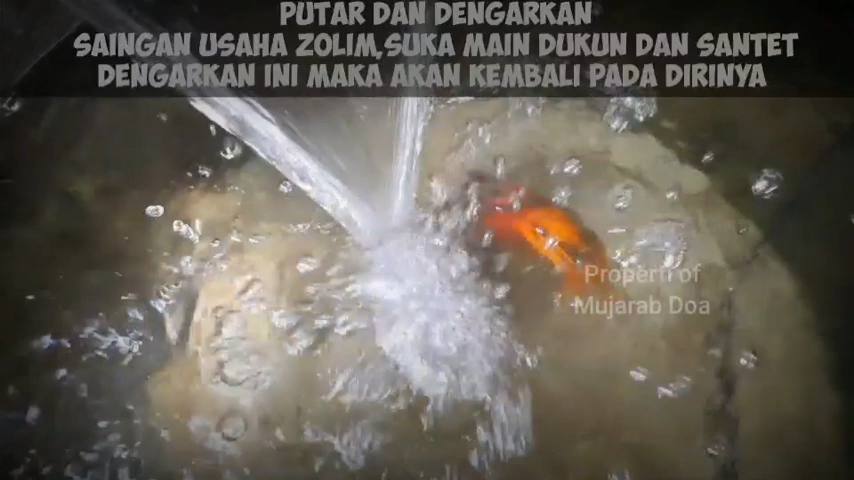 PUTAR DAN DENGARKAN
SAINGAN USAHA ZOLIM,SUKA MAIN DUKUN DAN SANTET
DENGARKAN INI MAKA AKAN KEMBALI PADA DIRINYA
Properti of
Mujarab Doa